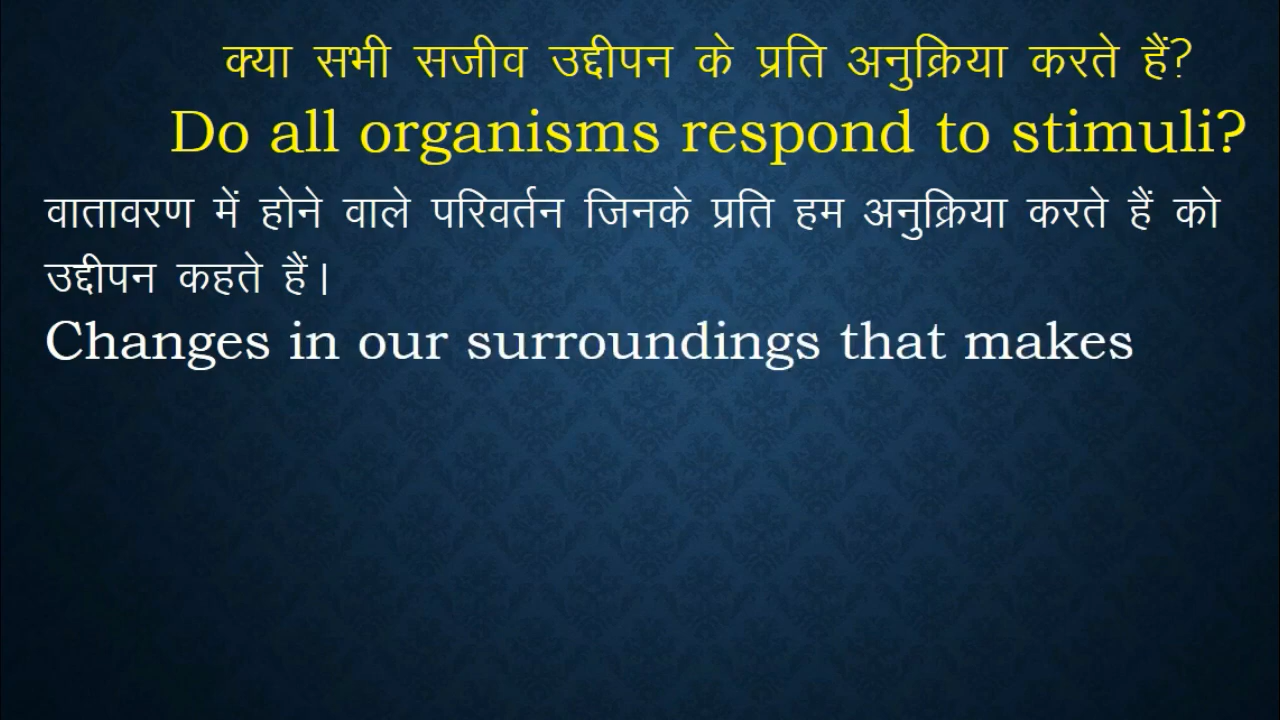 क्या सभी सजीव उद्दीपन के प्रति अनुक्रिया करते हैं?
Do all organisms respond to stimuli?
वातावरण में होने वाले परिवर्तन जिनके प्रति हम अनुक्रिया करते हैं को
उद्दीपन कहते हैं।
Changes in our surroundings that makes